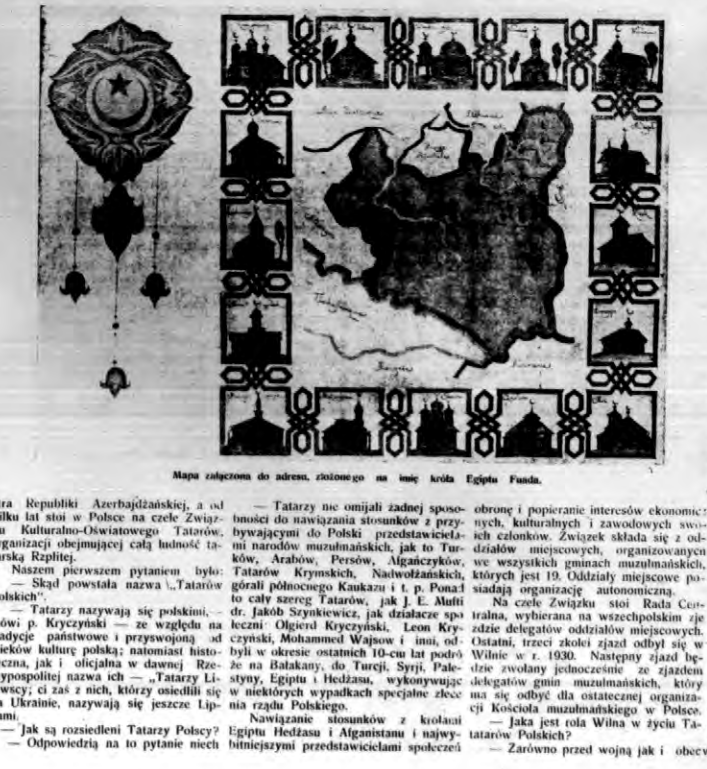 Mapa załączona do adresu, złożonego na imię króla Egiptu Fuada.
ra Republiki Azerbajdżańskiej, a od
ilku lat stoi w Polsce na czele Związ-
u Kulturalno-Oświatowego Tatarów,
rganizacji obejmującej całą ludność ta-
arską Rzplitej.
Naszem pierwszem pytaniem było:
— Skąd powstała nazwa „Tatarów
olskich".
— Tatarzy nazywają się polskimi, —
ówi p. Kryczyński — ze względu na
adycje państwowe i przyswojoną od
ieków kulturę polską; natomiast histo-
yczna, jak i oficjalna w dawnej Rze-
zypospolitej nazwa ich — „Tatarzy Li-
wscy; ci zaś z nich, którzy osiedlili się
a Ukrainie, nazywają się jeszcze Lip-
ami.
— Jak są rozsiedleni Tatarzy Polscy?
— Odpowiedzią na to pytanie niech
— Tatarzy nie omijali żadnej sposo-
bności do nawiązania stosunków z przy-
bywającymi do Polski przedstawiciela-
mi narodów muzułmańskich, jak to Tur-
ków, Arabów, Persów, Afgańczyków,
Tatarów Krymskich, Nadwołżańskich,
górali północnego Kaukazu i t. p. Ponad
to cały szereg Tatarów, jak J. E. Mufti
dr. Jakób Szynkiewicz, jak działacze spo
łeczni Olgierd Kryczyński, Leon Kry-
czyński, Mohammed Wajsow i inni, od-
byli w okresie ostatnich 10-ciu lat podró
że na Bałakany, do Turcji, Syrji, Pale-
styny, Egiptu i Hedżasu, wykonywując
w niektórych wypadkach specjalne zlece
nia rządu Polskiego.
Nawiązanie stosunków z królami
Egiptu Hedżasu i Afganistanu i najwy-
bitniejszymi przedstawicielami społeczeń
obronę i popieranie interesów ekonomicz-
nych, kulturalnych i zawodowych swo-
ich członków. Związek składa się z od-
działów miejscowych, organizowanych
we wszystkich gminach muzułmańskich,
których jest 19. Oddziały miejscowe po-
siadają organizację autonomiczną.
Na czele Związku stoi Rada Cen-
tralna, wybierana na wszechpolskim zje
zdzie delegatów oddziałów miejscowych.
Ostatni, trzeci zkolei zjazd odbył się w
Wilnie w r. 1930. Następny zjazd bę-
dzie zwołany jednocześnie ze zjazdem
delegatów gmin muzułmańskich, który
ma się odbyć dla ostatecznej organiza-
cji Kościoła muzułmańskiego w Polsce.
— Jaka jest rola Wilna w życiu Ta-
tarów Polskich?
— Zarówno przed wojną jak i obecn